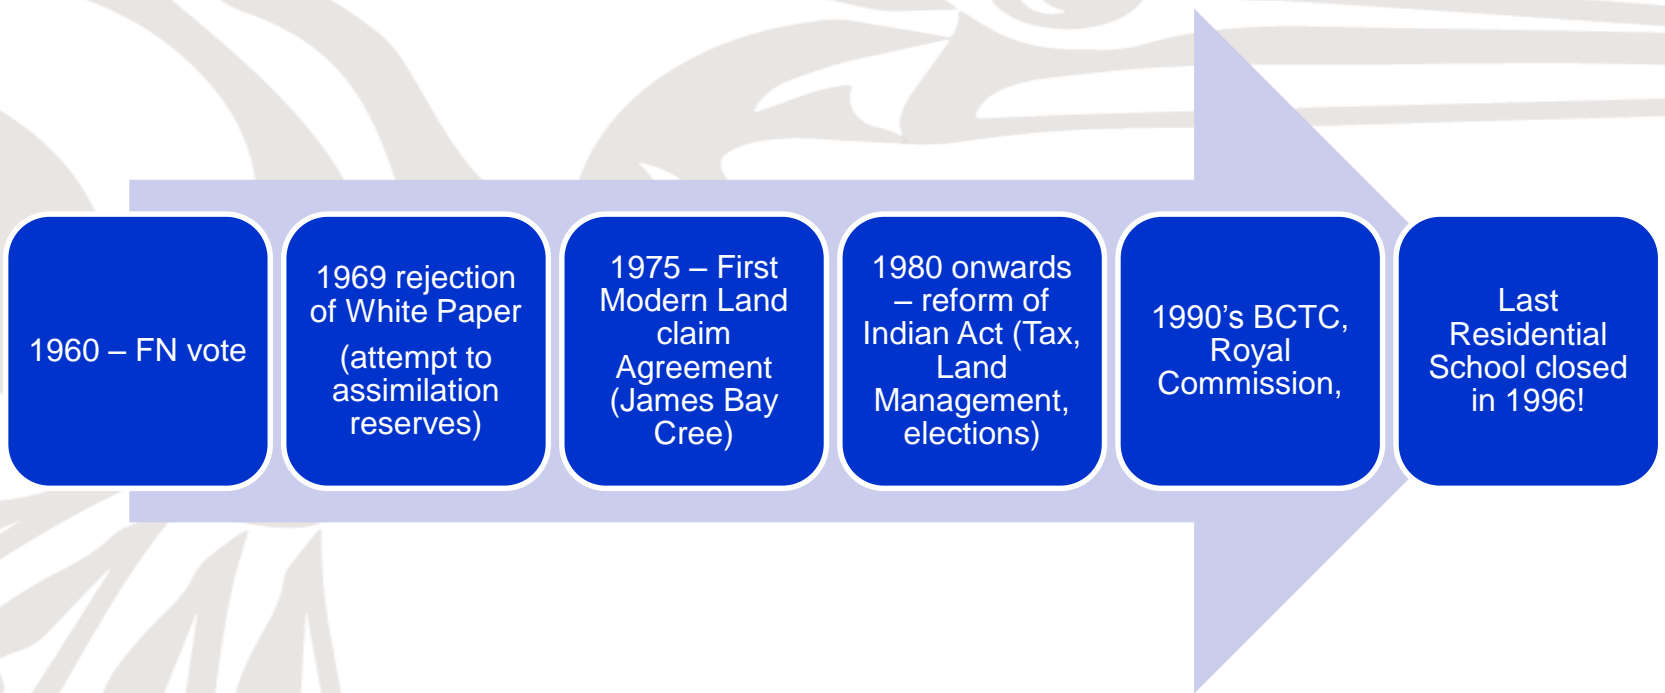 1960 – FN vote
1969 rejection
of White Paper
(attempt to
assimilation
reserves)
1975 – First
Modern Land
claim
Agreement
(James Bay
Cree)
1980 onwards
– reform of
Indian Act (Tax,
Land
Management,
elections)
1990’s BCTC,
Royal
Commission,
Last
Residential
School closed
in 1996!